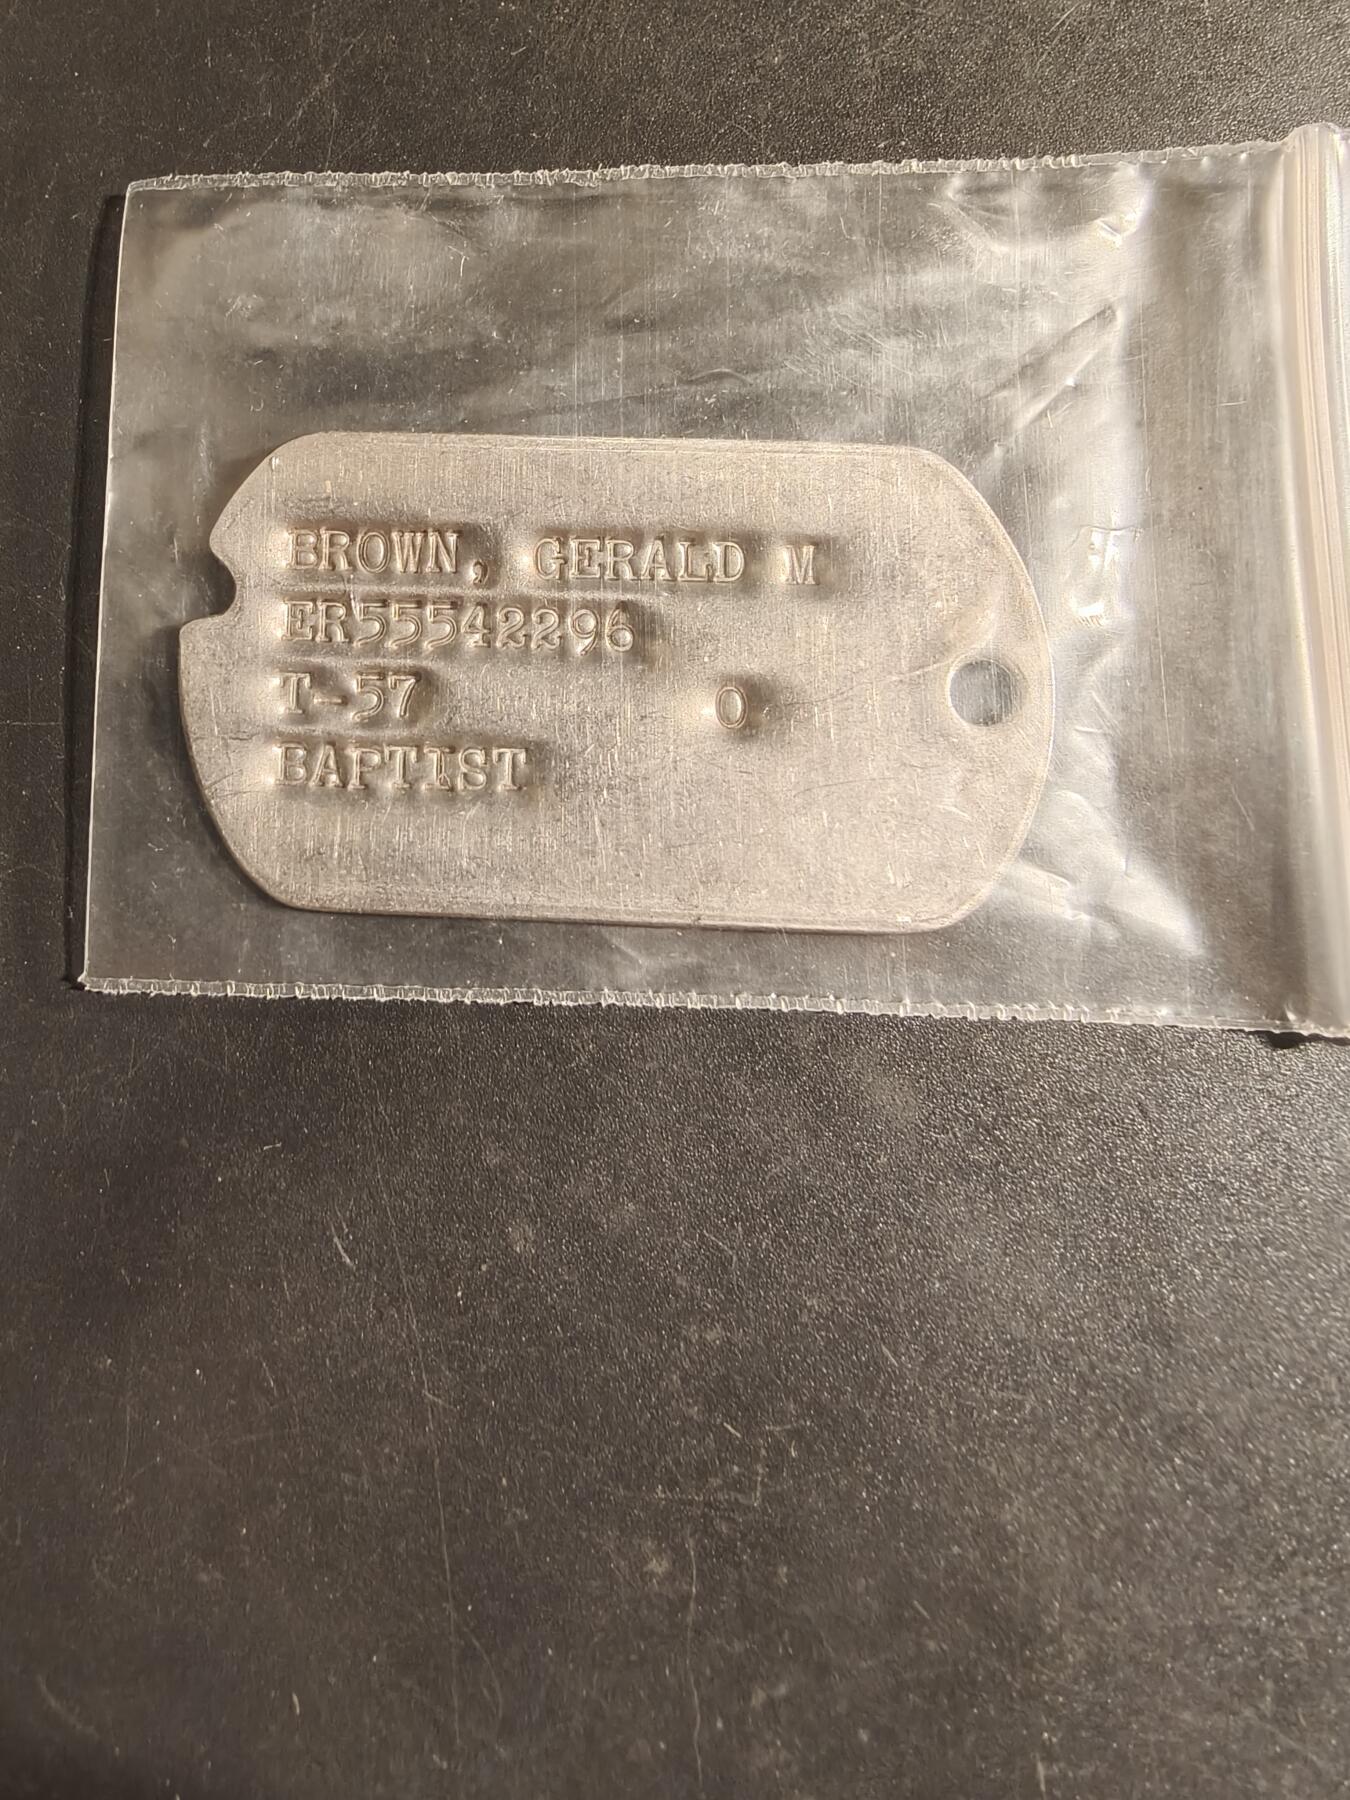 BROWN, GERALD M
ER55542296
T-57 O
BAPTIST